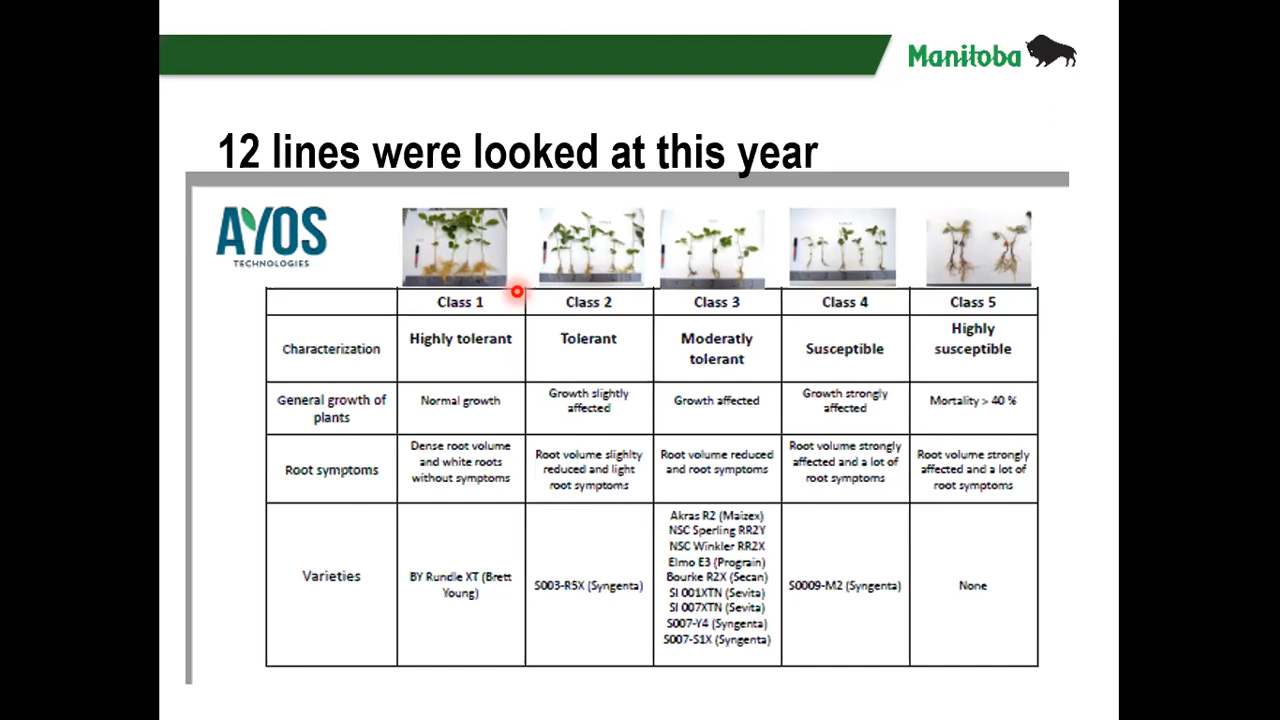 Manitoba
12 lines were looked at this year
AYOS
TECHNOLOGIES
Class 1
Class 2
Class 3
Class 4
Class 5
Characterization
Highly tolerant
Tolerant
Moderatly
tolerant
Susceptible
Highly
susceptible
General growth of
plants
Normal growth
Growth slightly
affected
Growth affected
Growth strongly
affected
Mortality > 40 %
Root symptoms
Dense root volume
and white roots
without symptoms
Root volume slighlty
reduced and light
root symptoms
Root volume reduced
and root symptoms
Root volume strongly
affected and a lot of
root symptoms
Root volume strongly
affected and a lot of
root symptoms
Varieties
BY Rundle XT (Brett
Young)
S003-R5X (Syngenta)
Akras R2 (Maizex)
NSC Sperling RR2Y
NSC Winkler RR2X
Elmo E3 (Prograin)
Bourke R2X (Secan)
SI 001XTN (Sevita)
SI 007XTN (Sevita)
S007-Y4 (Syngenta)
S007-S1X (Syngenta)
S0009-M2 (Syngenta)
None